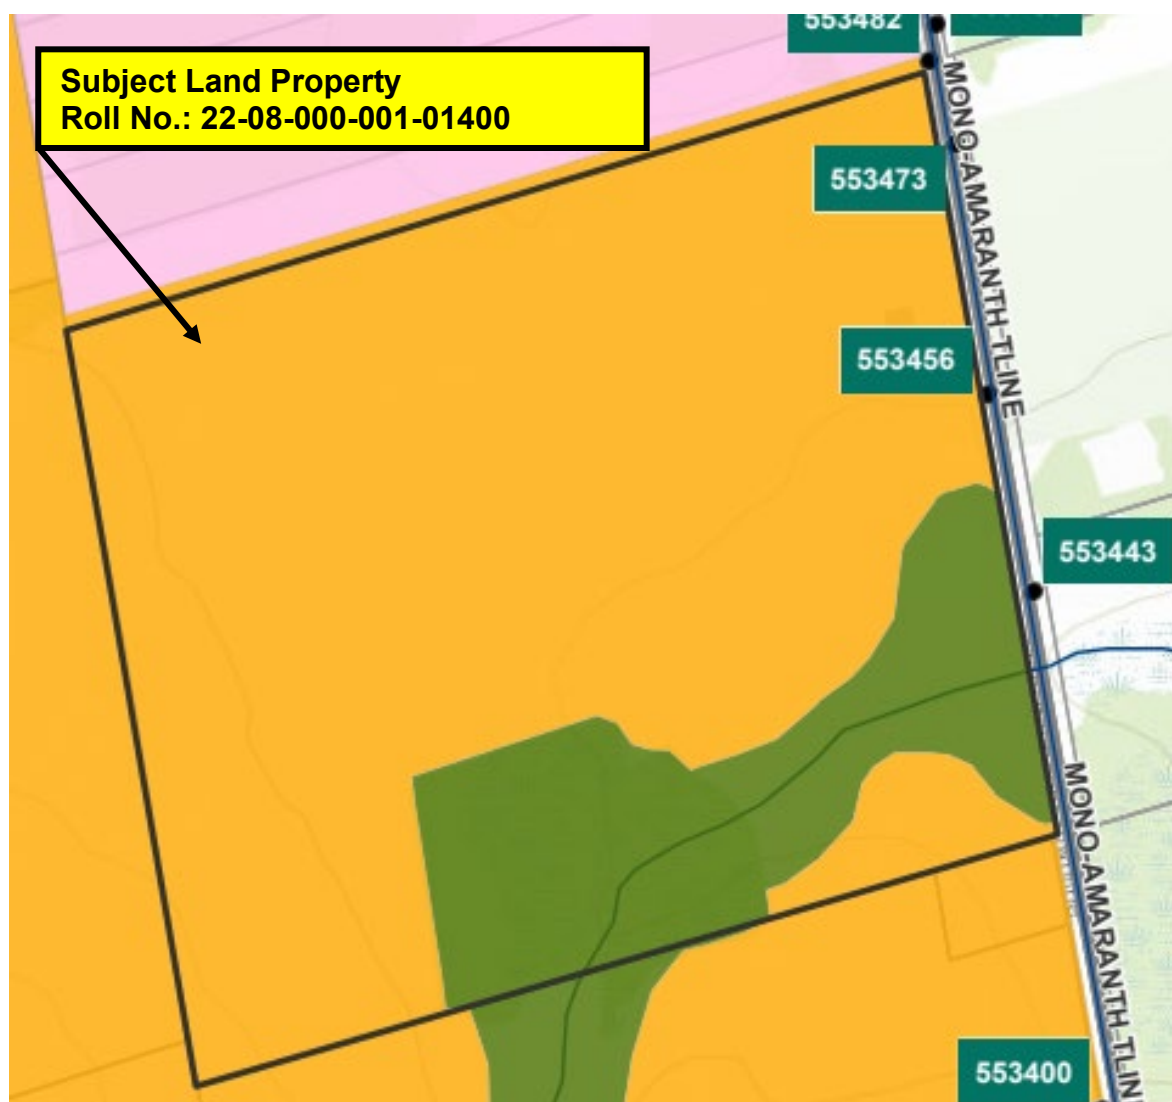 553482
Subject Land Property
Roll No.: 22-08-000-001-01400
553473
MONO-AMARANTH-TLINE
553456
553443
MONO-AMARANTH-TLIN
553400